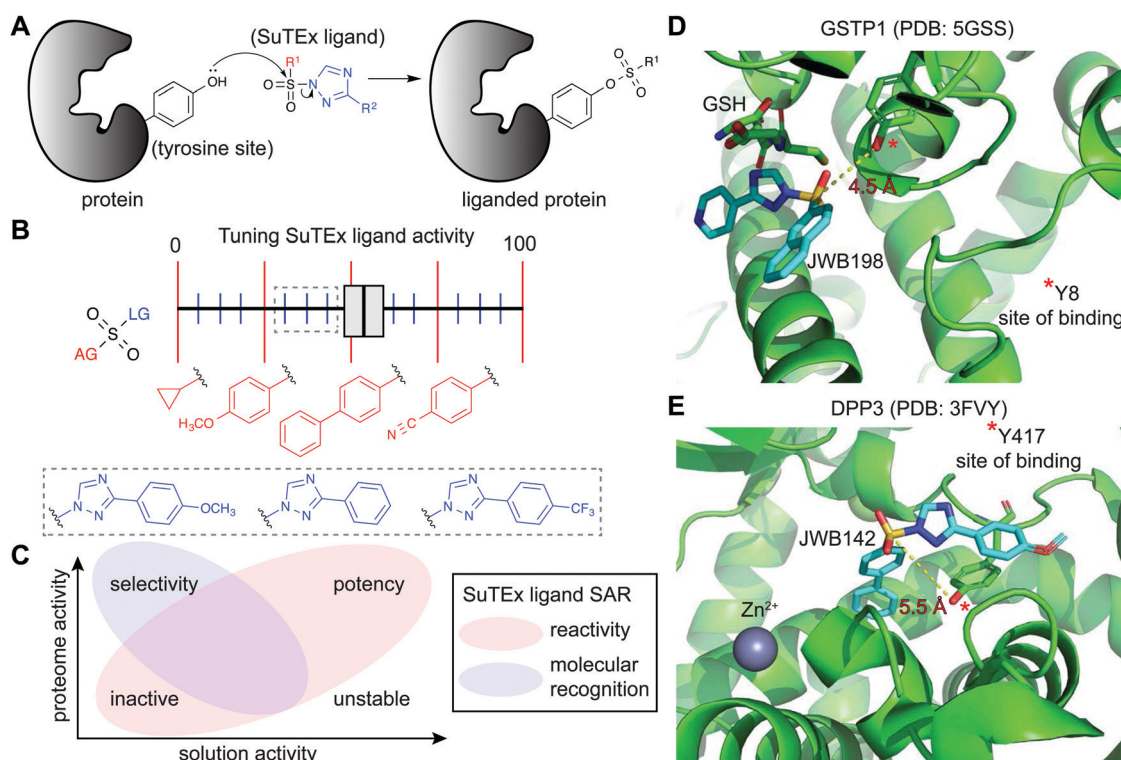 A
(SuTEx ligand)
OH
R¹
O
S
O
N
N
N
R²
(tyrosine site)
protein
O
O
S
R¹
O
liganded protein
B
Tuning SuTEx ligand activity
0
100
O
LG
S
AG
O
H₃CO
N
N
N
N
OCH₃
N
N
N
N
N
N
CF₃
C
proteome activity
selectivity
potency
inactive
unstable
solution activity
SuTEx ligand SAR
reactivity
molecular
recognition
D
GSTP1 (PDB: 5GSS)
GSH
*
4.5 Å
JWB198
*Y8
site of binding
E
DPP3 (PDB: 3FVY)
*Y417
site of binding
JWB142
5.5 Å
*
Zn²⁺